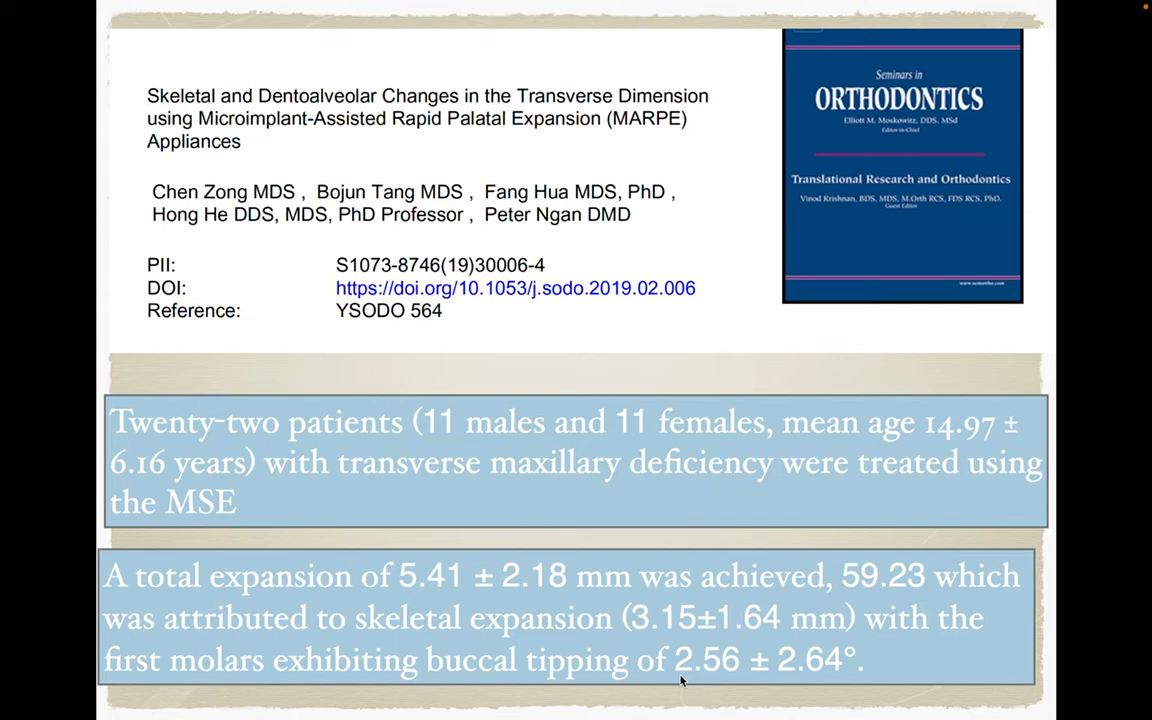 Skeletal and Dentoalveolar Changes in the Transverse Dimension
using Microimplant-Assisted Rapid Palatal Expansion (MARPE)
Appliances
Chen Zong MDS , Bojun Tang MDS , Fang Hua MDS, PhD ,
Hong He DDS, MDS, PhD Professor , Peter Ngan DMD
PII: S1073-8746(19)30006-4
DOI: https://doi.org/10.1053/j.sodo.2019.02.006
Reference: YSODO 564
Seminars in
ORTHODONTICS
Elliott M. Moskowitz, DDS, MSd
Editor-in-Chief
Translational Research and Orthodontics
Vinod Krishnan, BDS, MDS, M.Orth RCS, FDS RCS, PhD.
Guest Editor
www.semortho.com
Twenty-two patients (11 males and 11 females, mean age 14.97 ±
6.16 years) with transverse maxillary deficiency were treated using
the MSE
A total expansion of 5.41 ± 2.18 mm was achieved, 59.23 which
was attributed to skeletal expansion (3.15±1.64 mm) with the
first molars exhibiting buccal tipping of 2.56 ± 2.64°.